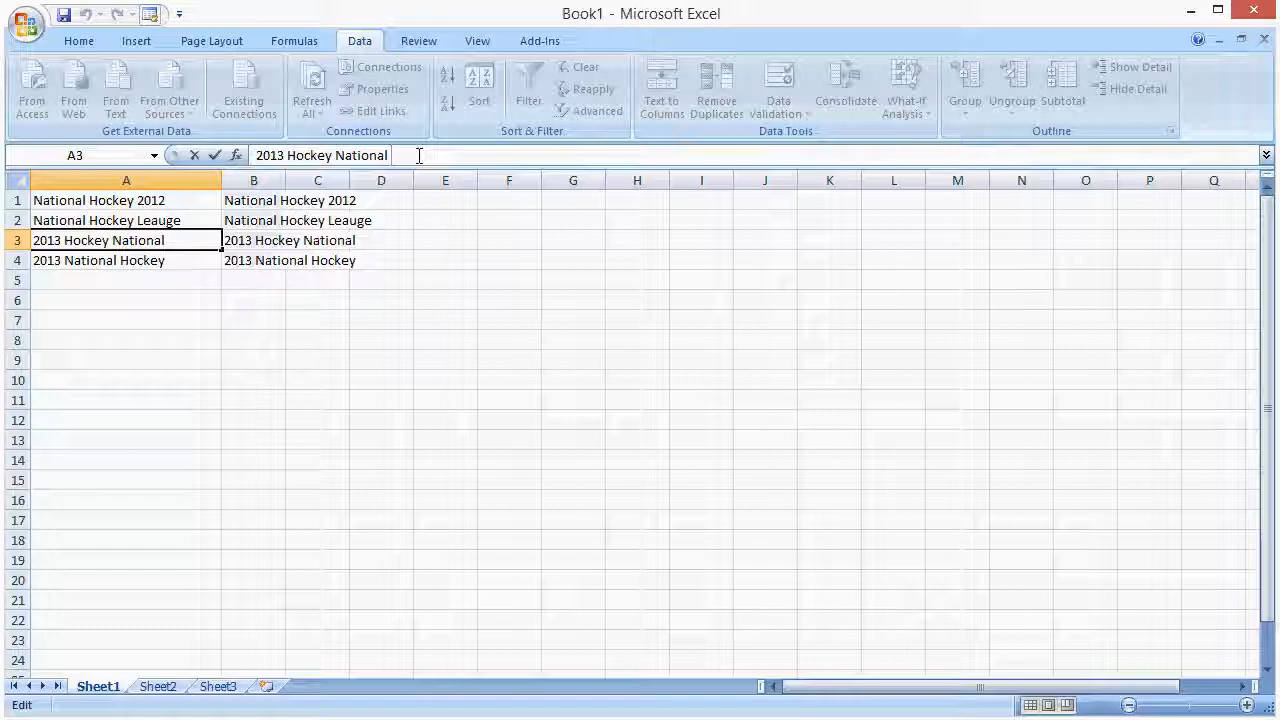 Book1 - Microsoft Excel
Home Insert Page Layout Formulas Data Review View Add-Ins
From Access
From Web
From Text
From Other Sources
Existing Connections
Get External Data
Refresh All
Connections
Properties
Edit Links
Connections
Sort
Filter
Clear
Reapply
Advanced
Sort & Filter
Text to Columns
Remove Duplicates
Data Validation
Consolidate
What-If Analysis
Data Tools
Group
Ungroup
Subtotal
Show Detail
Hide Detail
Outline
A3 fx 2013 Hockey National
A B C D E F G H I J K L M N O P Q
1 National Hockey 2012 National Hockey 2012
2 National Hockey Leauge National Hockey Leauge
3 2013 Hockey National 2013 Hockey National
4 2013 National Hockey 2013 National Hockey
5
6
7
8
9
10
11
12
13
14
15
16
17
18
19
20
21
22
23
24
Sheet1 Sheet2 Sheet3
Edit